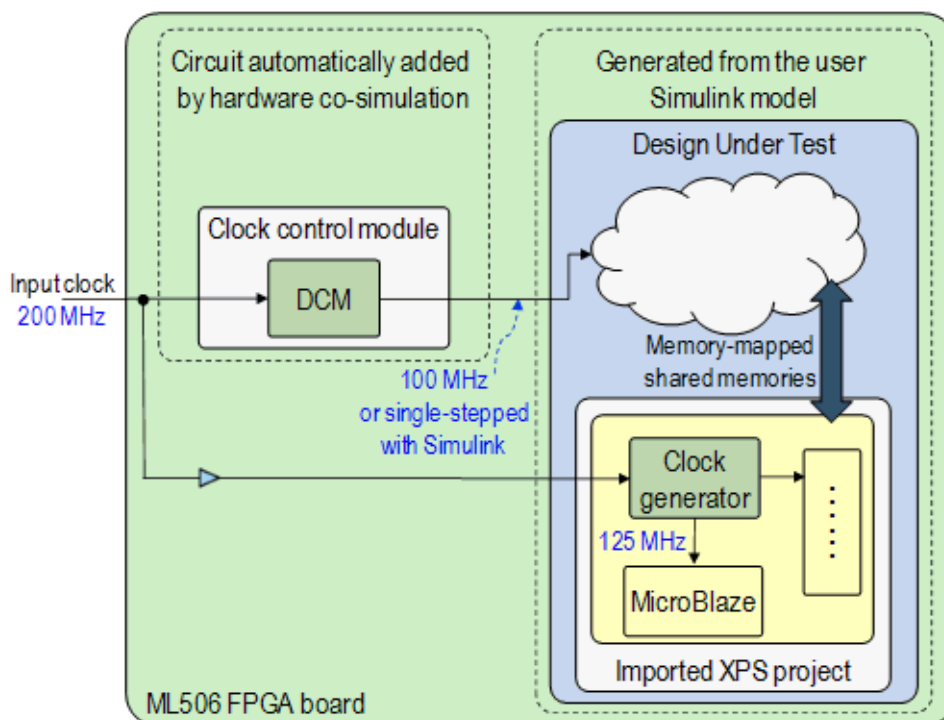 Circuit automatically added
by hardware co-simulation
Generated from the user
Simulink model
Design Under Test
Clock control module
DCM
Input clock
200 MHz
100 MHz
or single-stepped
with Simulink
Memory-mapped
shared memories
Clock
generator
125 MHz
MicroBlaze
Imported XPS project
ML506 FPGA board